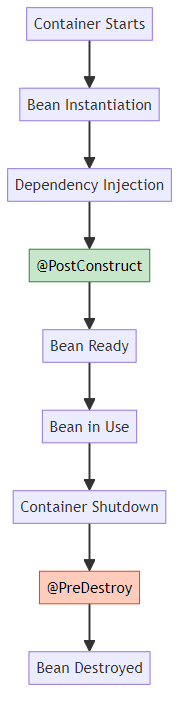 Container Starts
Bean Instantiation
Dependency Injection
@PostConstruct
Bean Ready
Bean in Use
Container Shutdown
@PreDestroy
Bean Destroyed